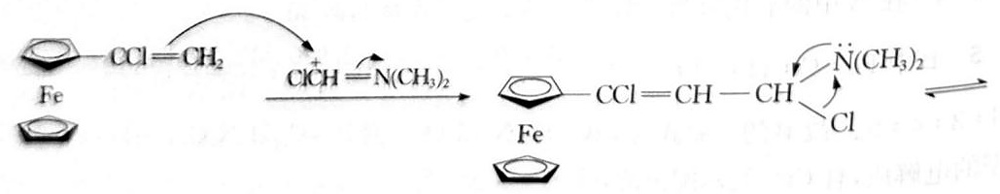 CCl=CH₂
ClCH=N(CH₃)₂
+
Fe
CCl=CH—CH
N̈(CH₃)₂
Cl
Fe